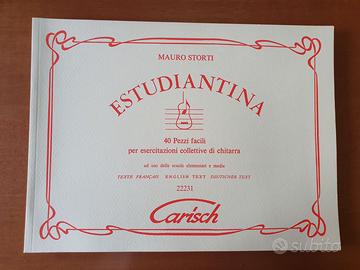 MAURO STORTI
ESTUDIANTINA
40 Pezzi facili
per esercitazioni collettive di chitarra
ad uso delle scuole elementari e medie
TEXTE FRANÇAIS ENGLISH TEXT DEUTSCHER TEXT
22231
Carisch
subito